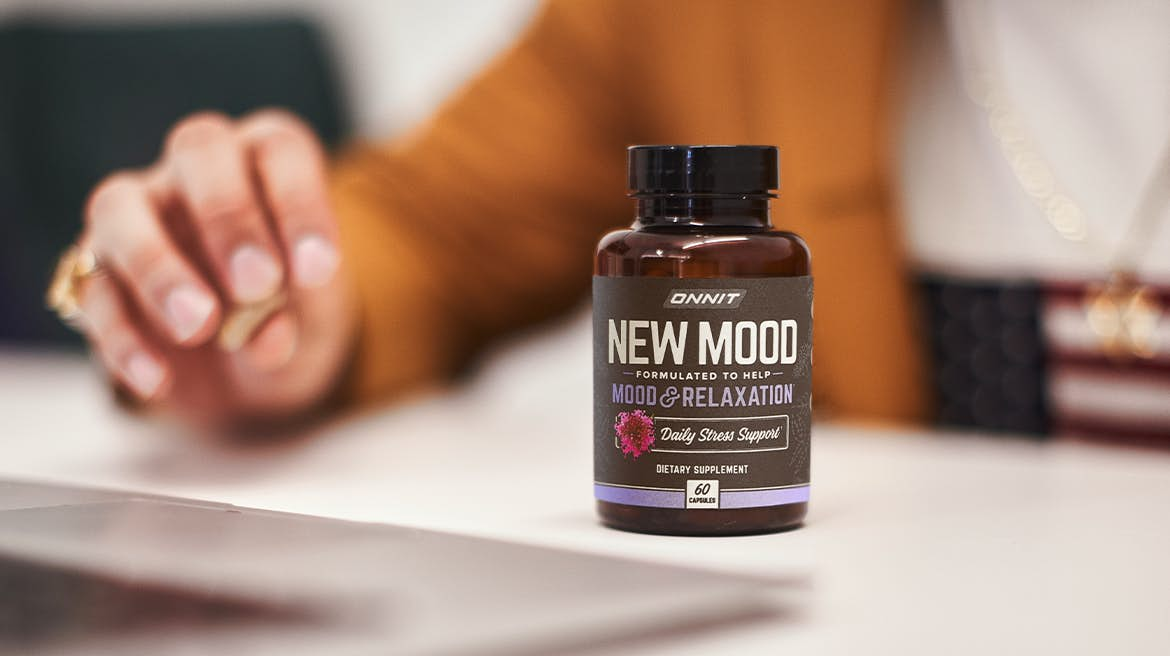 ONNIT
NEW MOOD
FORMULATED TO HELP
MOOD & RELAXATION
Daily Stress Support
DIETARY SUPPLEMENT
60
CAPSULES